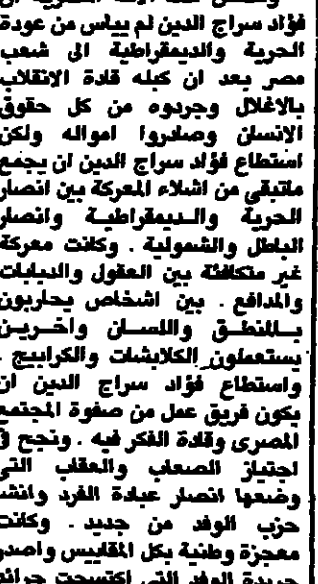 فؤاد سراج الدين لم ييأس من عودة
الحرية والديمقراطية الى شعب
مصر بعد ان كبله قادة الانقلاب
بالاغلال وجردوه من كل حقوق
الانسان وصادروا امواله ولكن
استطاع فؤاد سراج الدين ان يجمع
ماتبقى من اشلاء المعركة بين انصار
الحرية والديمقراطية وانصار
الباطل والشمولية . وكانت معركة
غير متكافئة بين العقول والدبابات
والمدافع . بين اشخاص يحاربون
بالمنطق واللسان وآخرين
يستعملون الكلابشات والكرابيج .
واستطاع فؤاد سراج الدين ان
يكون فريق عمل من صفوة المجتمع
المصرى وقادة الفكر فيه . ونجح فى
اجتياز الصعاب والعقاب التى
وضعها انصار عبادة الفرد وانشأ
حزب الوفد من جديد . وكانت
معجزة وطنية بكل المقاييس واصدر
جريدة الوفد التى اكتسحت جرائد